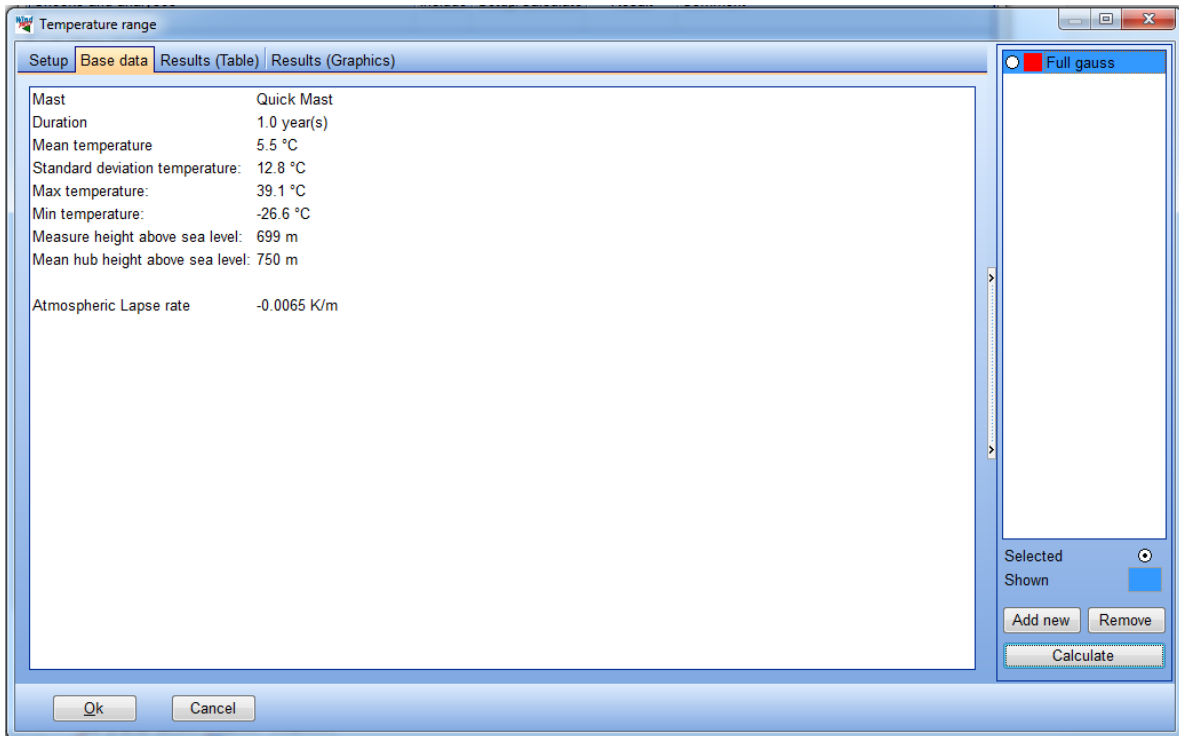 Temperature range
Setup Base data Results (Table) Results (Graphics)
Mast Quick Mast
Duration 1.0 year(s)
Mean temperature 5.5 °C
Standard deviation temperature: 12.8 °C
Max temperature: 39.1 °C
Min temperature: -26.6 °C
Measure height above sea level: 699 m
Mean hub height above sea level: 750 m
Atmospheric Lapse rate -0.0065 K/m
Full gauss
Selected
Shown
Add new Remove
Calculate
Ok Cancel